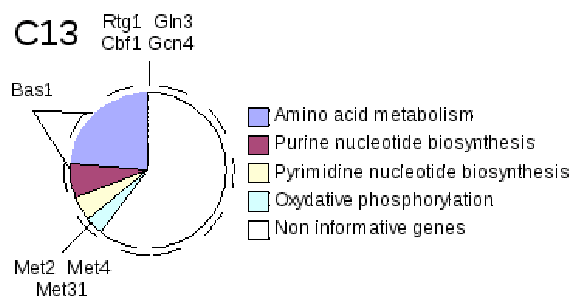 C13
Rtg1 Gln3
Cbf1 Gcn4
Bas1
Amino acid metabolism
Purine nucleotide biosynthesis
Pyrimidine nucleotide biosynthesis
Oxydative phosphorylation
Non informative genes
Met2 Met4
Met31